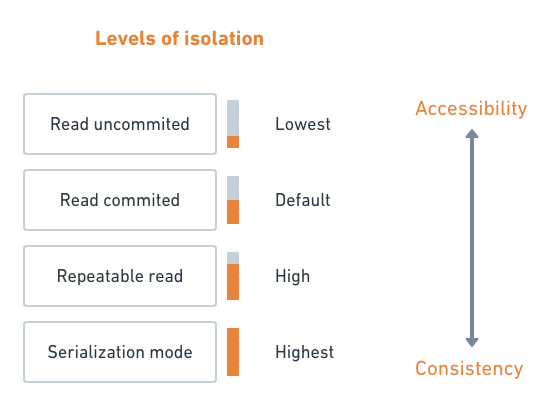 Levels of isolation
Read uncommited
Lowest
Accessibility
Read commited
Default
Repeatable read
High
Serialization mode
Highest
Consistency